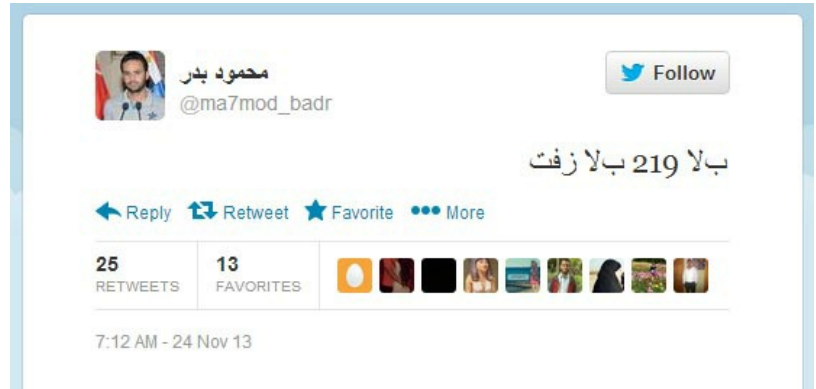 محمود بدر
@ma7mod_badr
Follow
بلا 219 بلا زفت
Reply Retweet Favorite More
25 13
RETWEETS FAVORITES
7:12 AM - 24 Nov 13